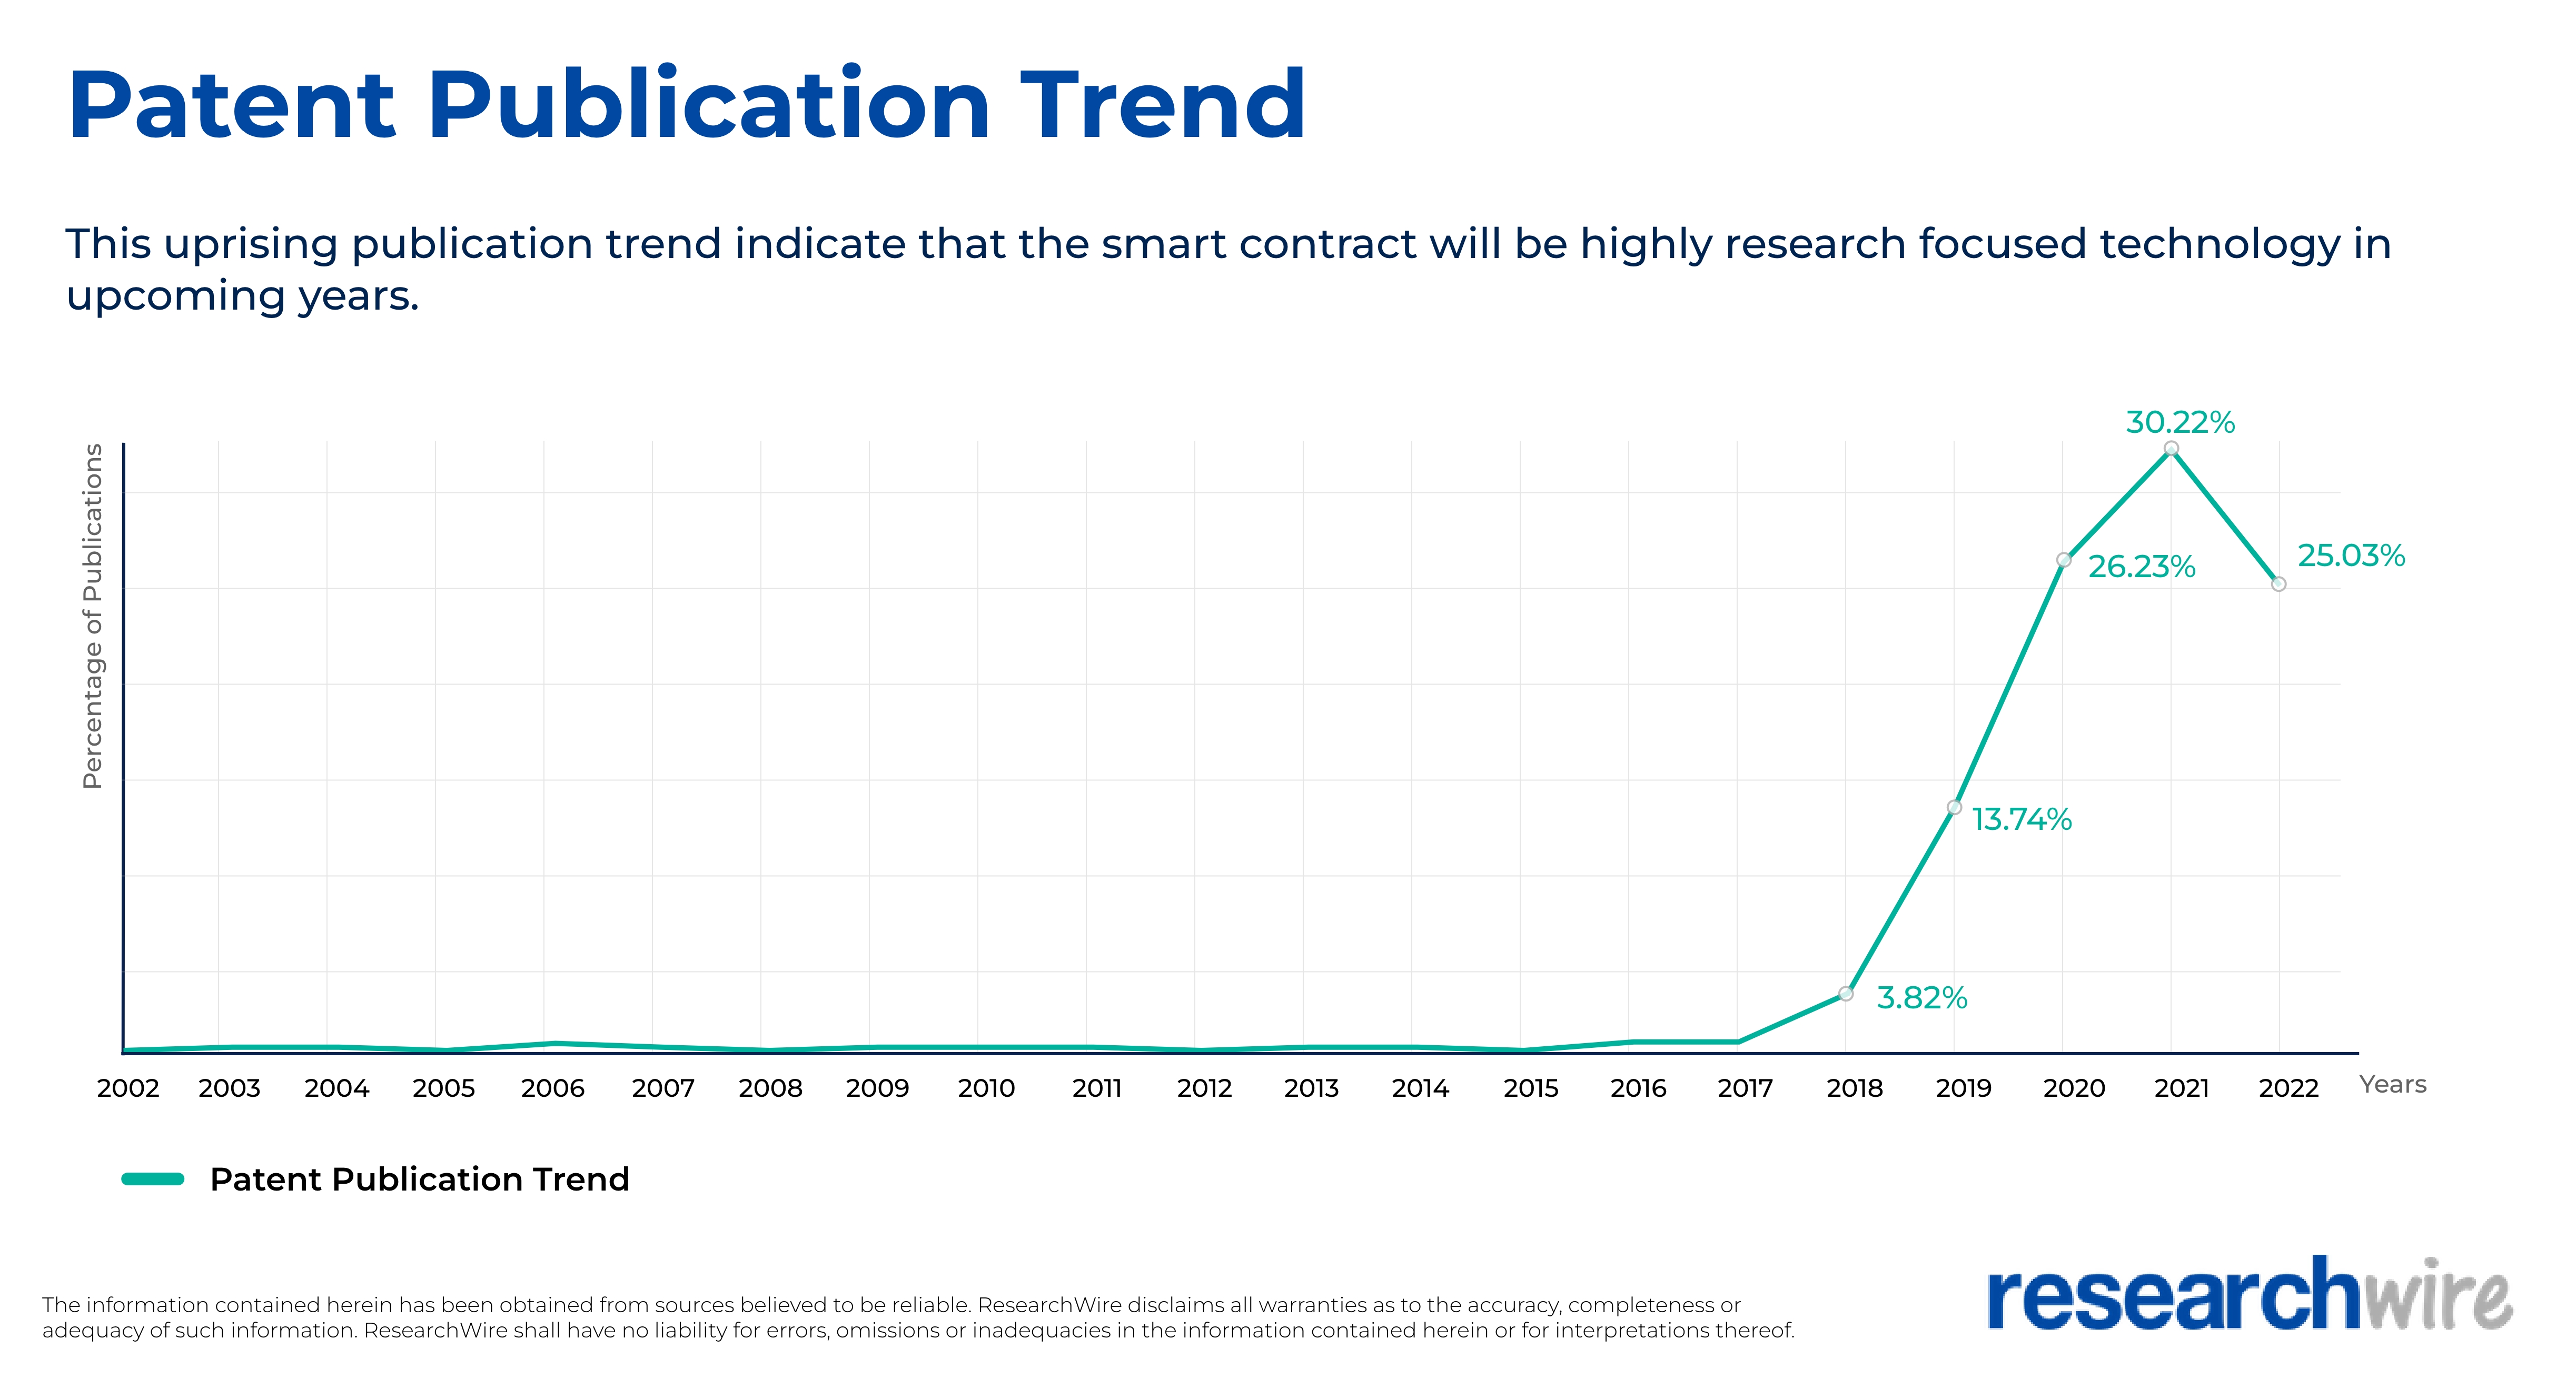 Patent Publication Trend
This uprising publication trend indicate that the smart contract will be highly research focused technology in
upcoming years.
Percentage of Publications
30.22%
25.03%
26.23%
13.74%
3.82%
2002 2003 2004 2005 2006 2007 2008 2009 2010 2011 2012 2013 2014 2015 2016 2017 2018 2019 2020 2021 2022 Years
Patent Publication Trend
The information contained herein has been obtained from sources believed to be reliable. ResearchWire disclaims all warranties as to the accuracy, completeness or
adequacy of such information. ResearchWire shall have no liability for errors, omissions or inadequacies in the information contained herein or for interpretations thereof.
researchwire